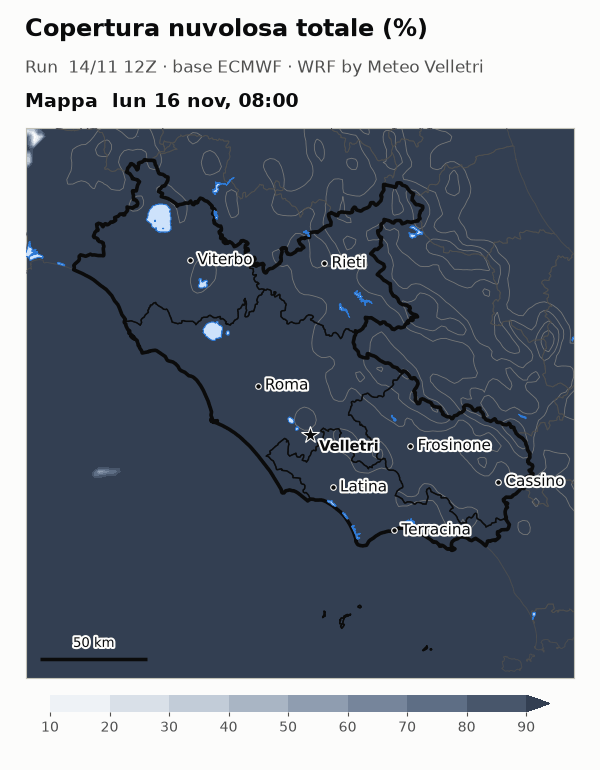 Copertura nuvolosa totale (%)
Run  14/11 12Z · base ECMWF · WRF by Meteo Velletri
Mappa  lun 16 nov, 08:00
Viterbo
Rieti
Roma
Velletri
Frosinone
Cassino
Latina
Terracina
50 km
10 20 30 40 50 60 70 80 90